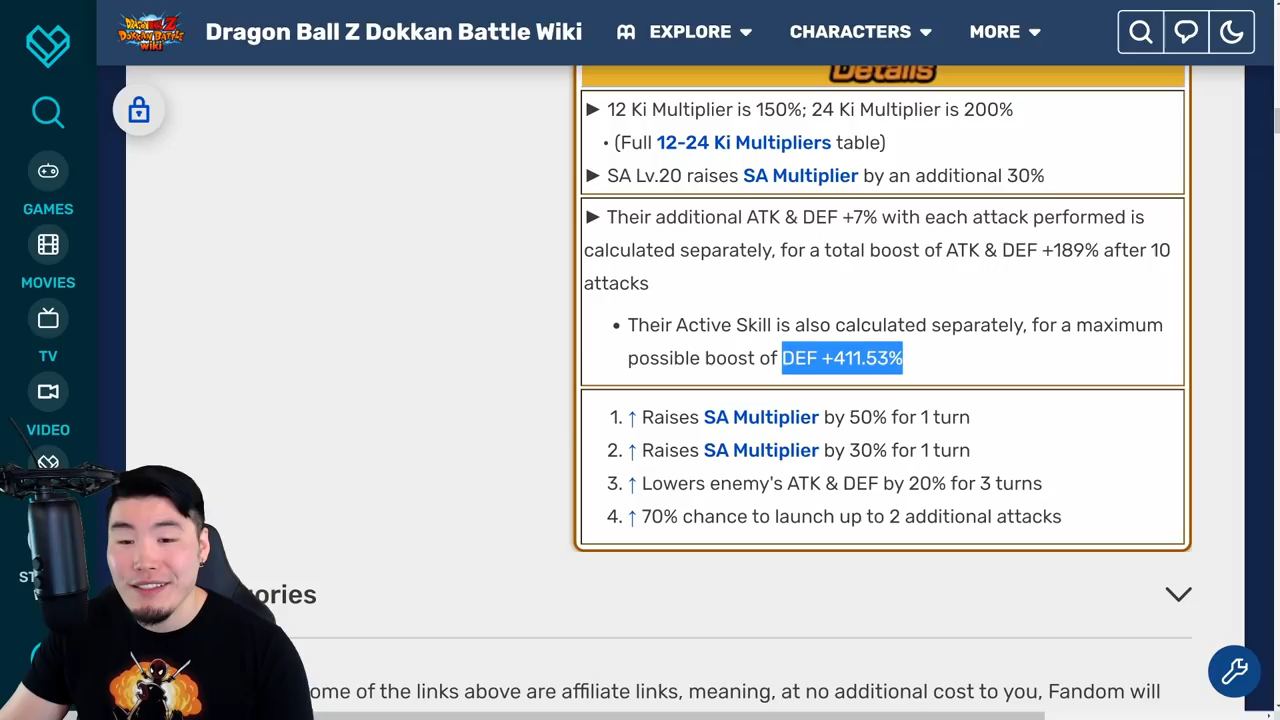 DRAGON BALL Z
DOKKAN BATTLE
WIKI
Dragon Ball Z Dokkan Battle Wiki
EXPLORE
CHARACTERS
MORE
Details
GAMES
MOVIES
TV
VIDEO
ST
► 12 Ki Multiplier is 150%; 24 Ki Multiplier is 200%
• (Full 12-24 Ki Multipliers table)
► SA Lv.20 raises SA Multiplier by an additional 30%
► Their additional ATK & DEF +7% with each attack performed is
calculated separately, for a total boost of ATK & DEF +189% after 10
attacks
• Their Active Skill is also calculated separately, for a maximum
possible boost of DEF +411.53%
1. ↑ Raises SA Multiplier by 50% for 1 turn
2. ↑ Raises SA Multiplier by 30% for 1 turn
3. ↑ Lowers enemy's ATK & DEF by 20% for 3 turns
4. ↑ 70% chance to launch up to 2 additional attacks
ories
ome of the links above are affiliate links, meaning, at no additional cost to you, Fandom will